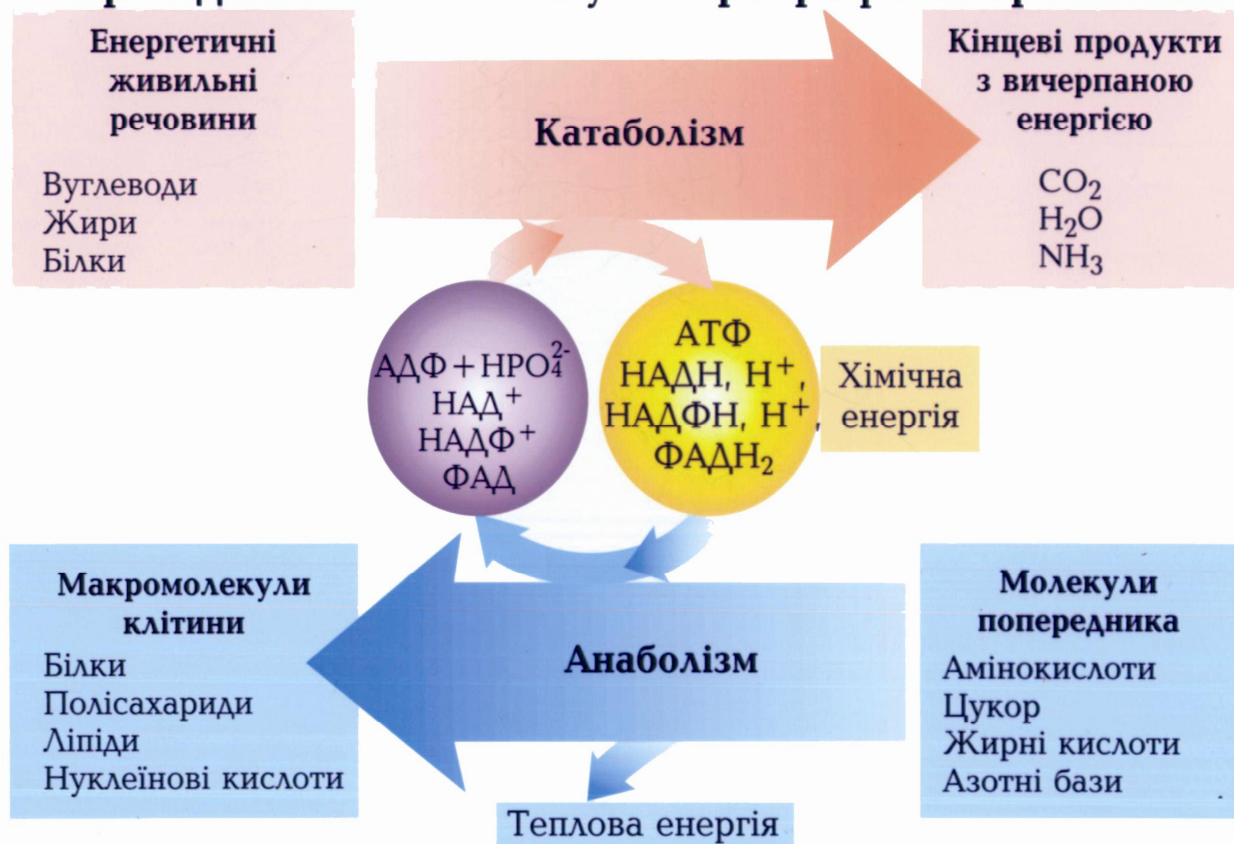 Енергетичні
живильні
речовини
Вуглеводи
Жири
Білки
Катаболізм
Кінцеві продукти
з вичерпаною
енергією
CO₂
H₂O
NH₃
АДФ + HPO₄²⁻
НАД⁺
НАДФ⁺
ФАД
АТФ
НАДН, Н⁺,
НАДФН, Н⁺,
ФАДН₂
Хімічна
енергія
Макромолекули
клітини
Білки
Полісахариди
Ліпіди
Нуклеїнові кислоти
Анаболізм
Молекули
попередника
Амінокислоти
Цукор
Жирні кислоти
Азотні бази
Теплова енергія